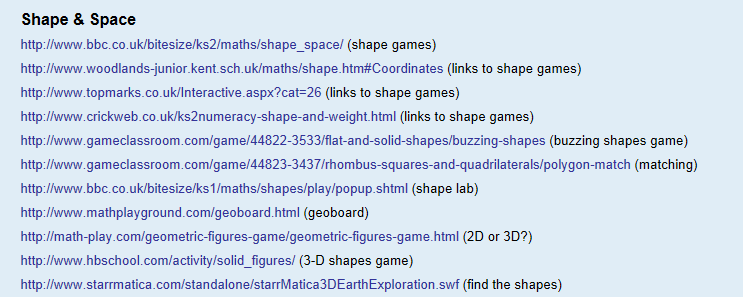 Shape & Space
http://www.bbc.co.uk/bitesize/ks2/maths/shape_space/ (shape games)
http://www.woodlands-junior.kent.sch.uk/maths/shape.htm#Coordinates (links to shape games)
http://www.topmarks.co.uk/Interactive.aspx?cat=26 (links to shape games)
http://www.crickweb.co.uk/ks2numeracy-shape-and-weight.html (links to shape games)
http://www.gameclassroom.com/game/44822-3533/flat-and-solid-shapes/buzzing-shapes (buzzing shapes game)
http://www.gameclassroom.com/game/44823-3437/rhombus-squares-and-quadrilaterals/polygon-match (matching)
http://www.bbc.co.uk/bitesize/ks1/maths/shapes/play/popup.shtml (shape lab)
http://www.mathplayground.com/geoboard.html (geoboard)
http://math-play.com/geometric-figures-game/geometric-figures-game.html (2D or 3D?)
http://www.hbschool.com/activity/solid_figures/ (3-D shapes game)
http://www.starrmatica.com/standalone/starrMatica3DEarthExploration.swf (find the shapes)